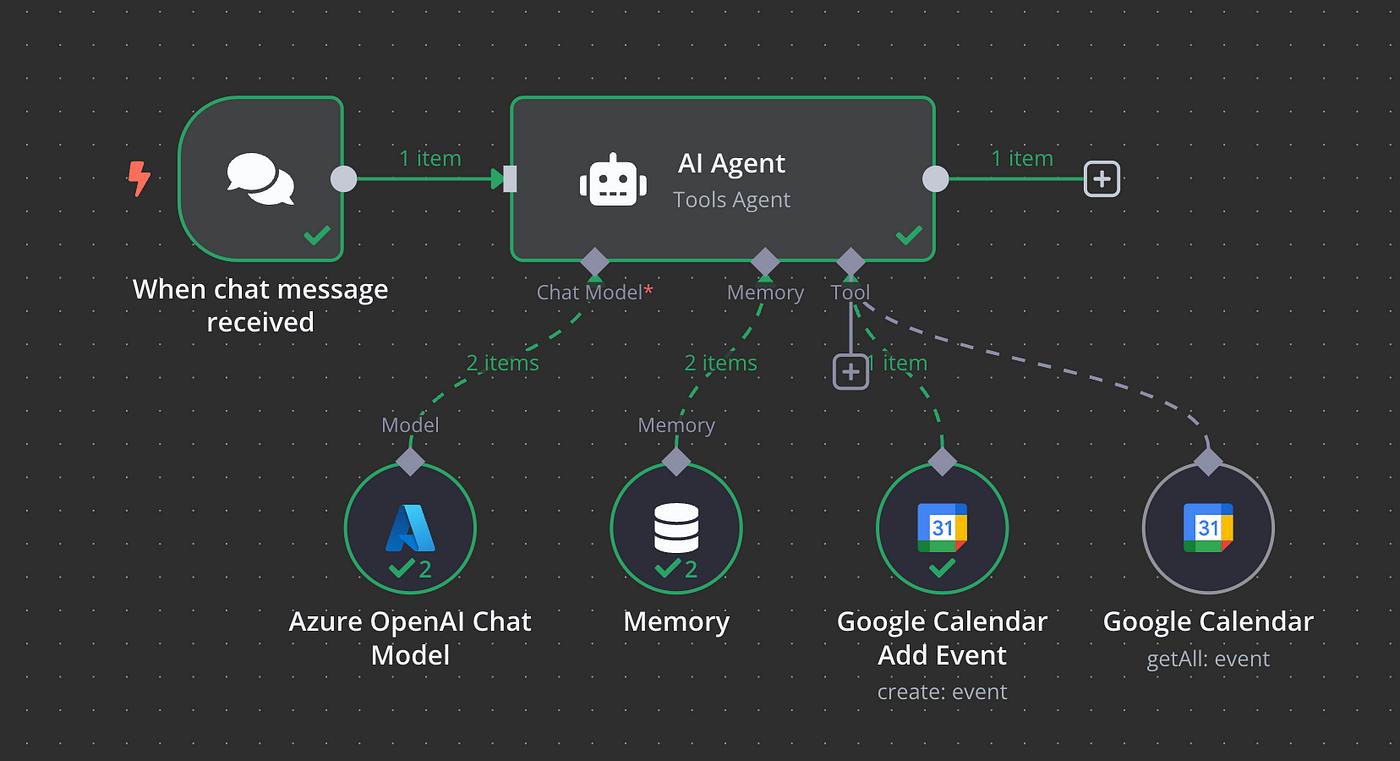 1 item
AI Agent
Tools Agent
1 item
When chat message
received
Chat Model*
Memory
Tool
2 items
2 items
1 item
Model
Memory
31
31
2
2
Azure OpenAI Chat
Model
Memory
Google Calendar
Add Event
create: event
Google Calendar
getAll: event